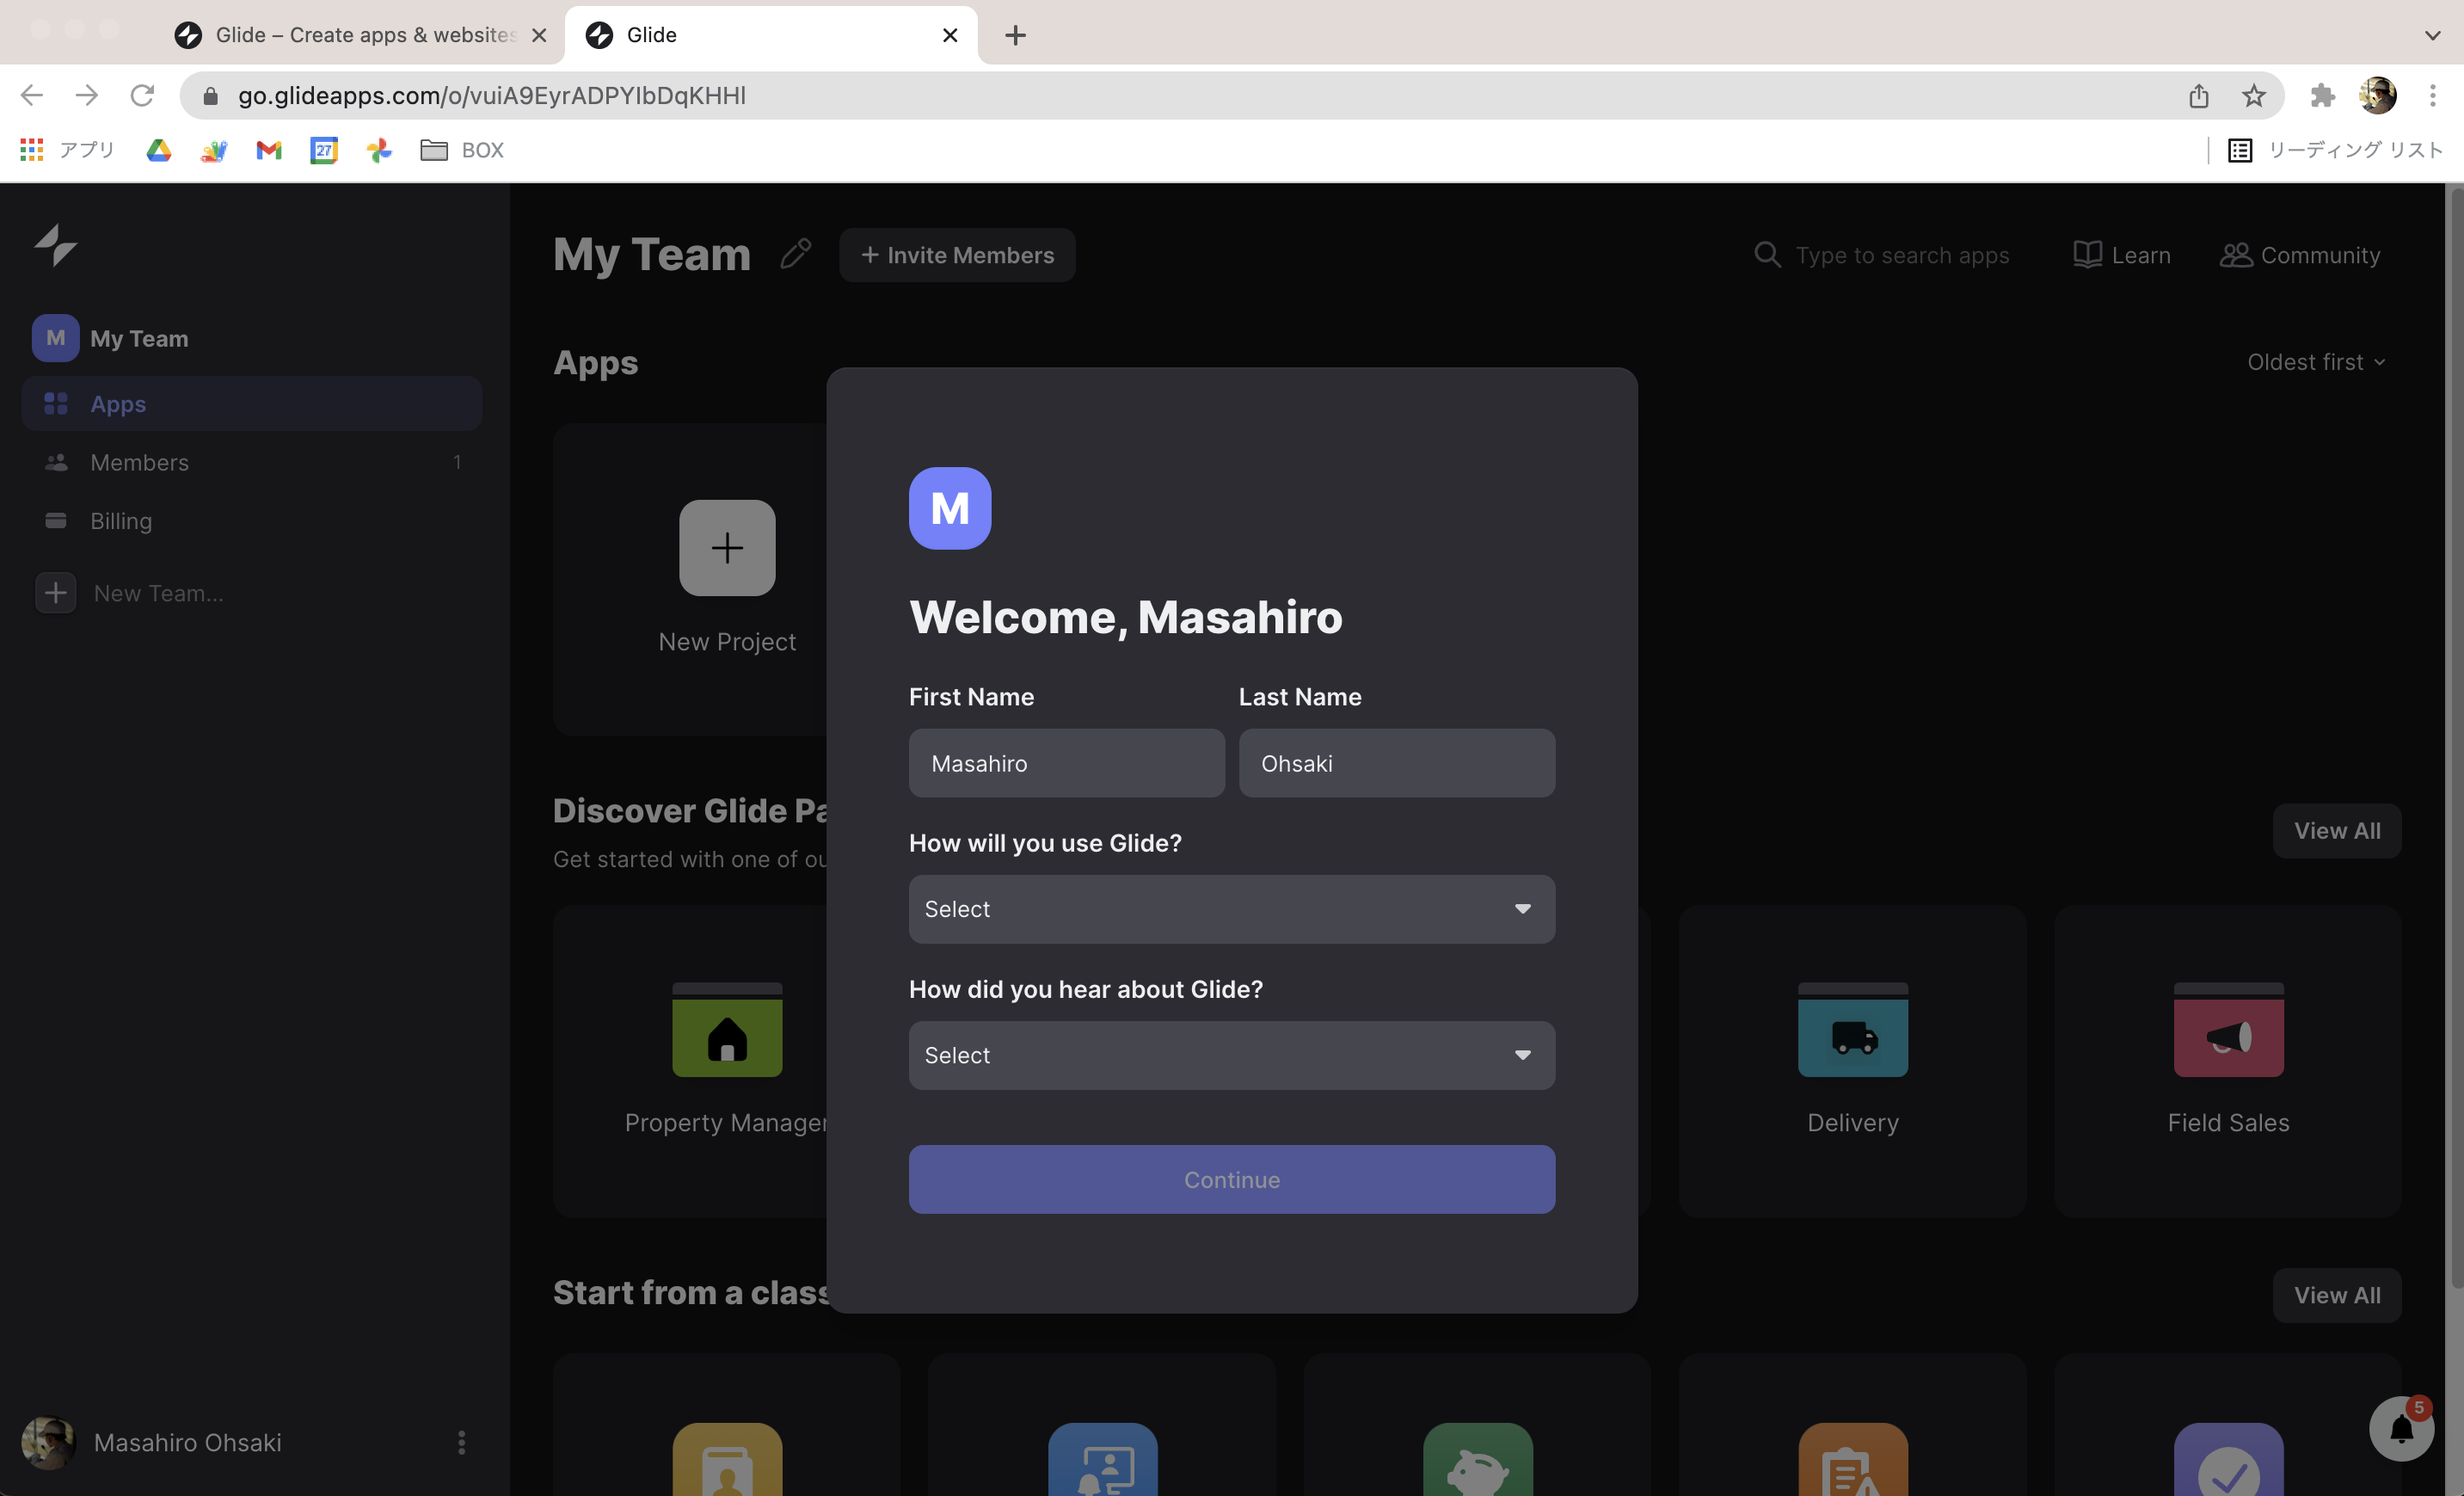 Glide – Create apps & websites
Glide
go.glideapps.com/o/vuiA9EyrADPYIbDqKHHl
アプリ
27
BOX
リーディング リスト
My Team
+ Invite Members
Type to search apps
Learn
Community
M
My Team
Apps
Members
1
Billing
New Team...
Apps
Oldest first
New Project
M
Welcome, Masahiro
First Name
Last Name
Masahiro
Ohsaki
How will you use Glide?
Select
How did you hear about Glide?
Select
Continue
Discover Glide Pa
Get started with one of ou
View All
Property Manager
Delivery
Field Sales
Start from a class
View All
Masahiro Ohsaki
5